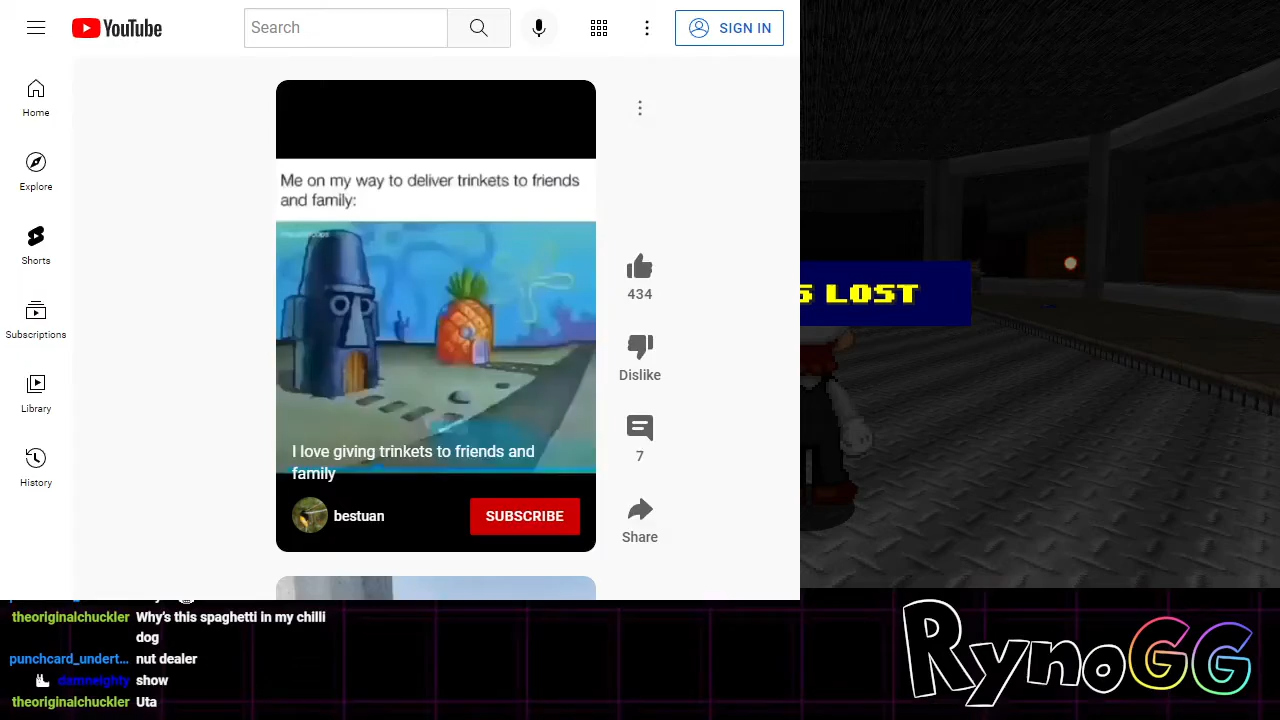 YouTube
Search
SIGN IN
Home
Explore
Shorts
Subscriptions
Library
History
Me on my way to deliver trinkets to friends
and family:
I love giving trinkets to friends and
family
bestuan
SUBSCRIBE
434
Dislike
7
Share
S LOST
theoriginalchuckler Why's this spaghetti in my chilli
dog
punchcard_undert... nut dealer
damneighly show
theoriginalchuckler Uta
RynoGG